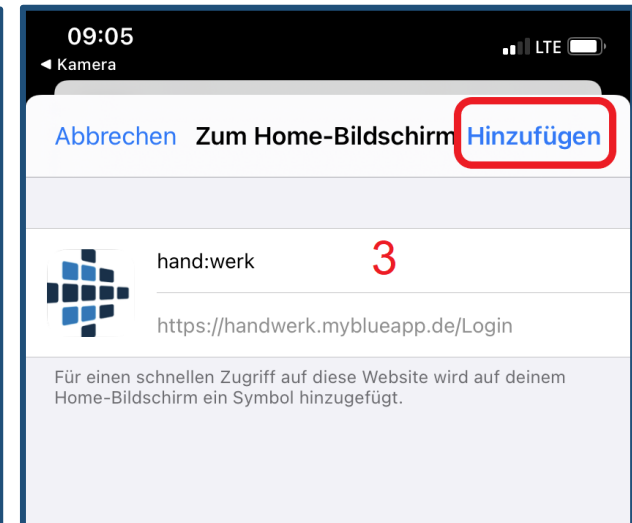 09:05
LTE
◀ Kamera
Abbrechen Zum Home-Bildschirm Hinzufügen
hand:werk 3
https://handwerk.myblueapp.de/Login
Für einen schnellen Zugriff auf diese Website wird auf deinem
Home-Bildschirm ein Symbol hinzugefügt.